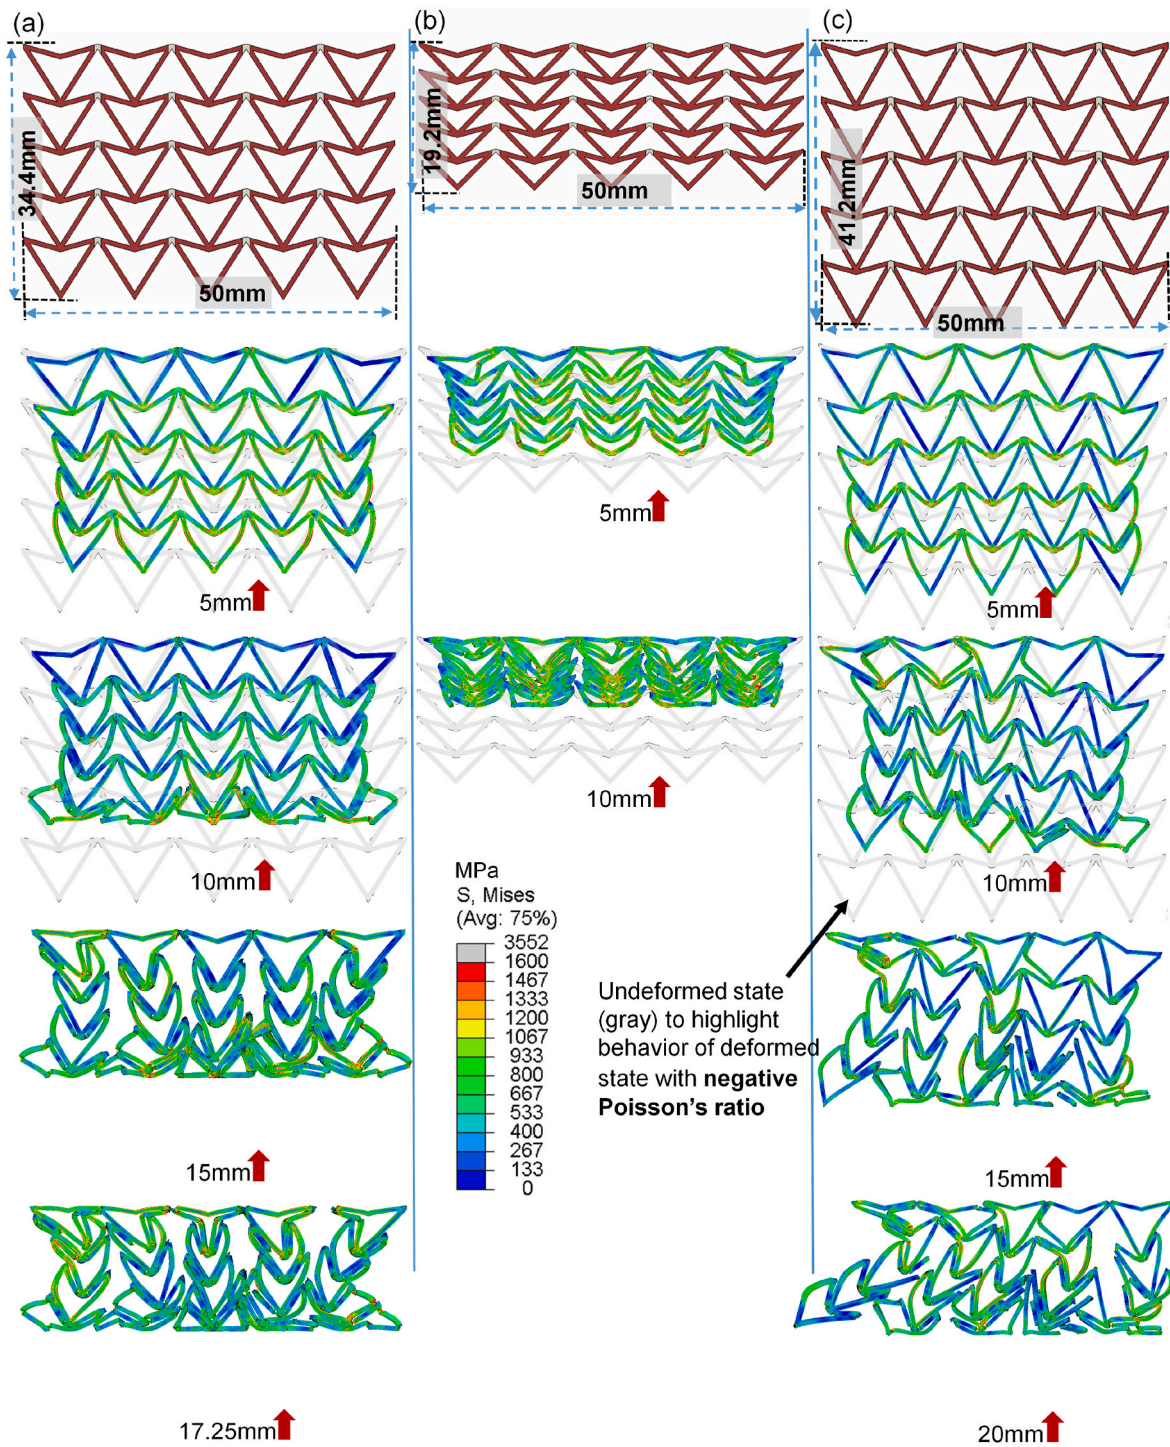 (a)
(b)
(c)
34.4mm
50mm
19.2mm
50mm
41.2mm
50mm
5mm
5mm
5mm
10mm
10mm
10mm
MPa
S, Mises
(Avg: 75%)
3552
1600
1467
1333
1200
1067
933
800
667
533
400
267
133
0
Undeformed state
(gray) to highlight
behavior of deformed
state with negative
Poisson's ratio
15mm
15mm
17.25mm
20mm